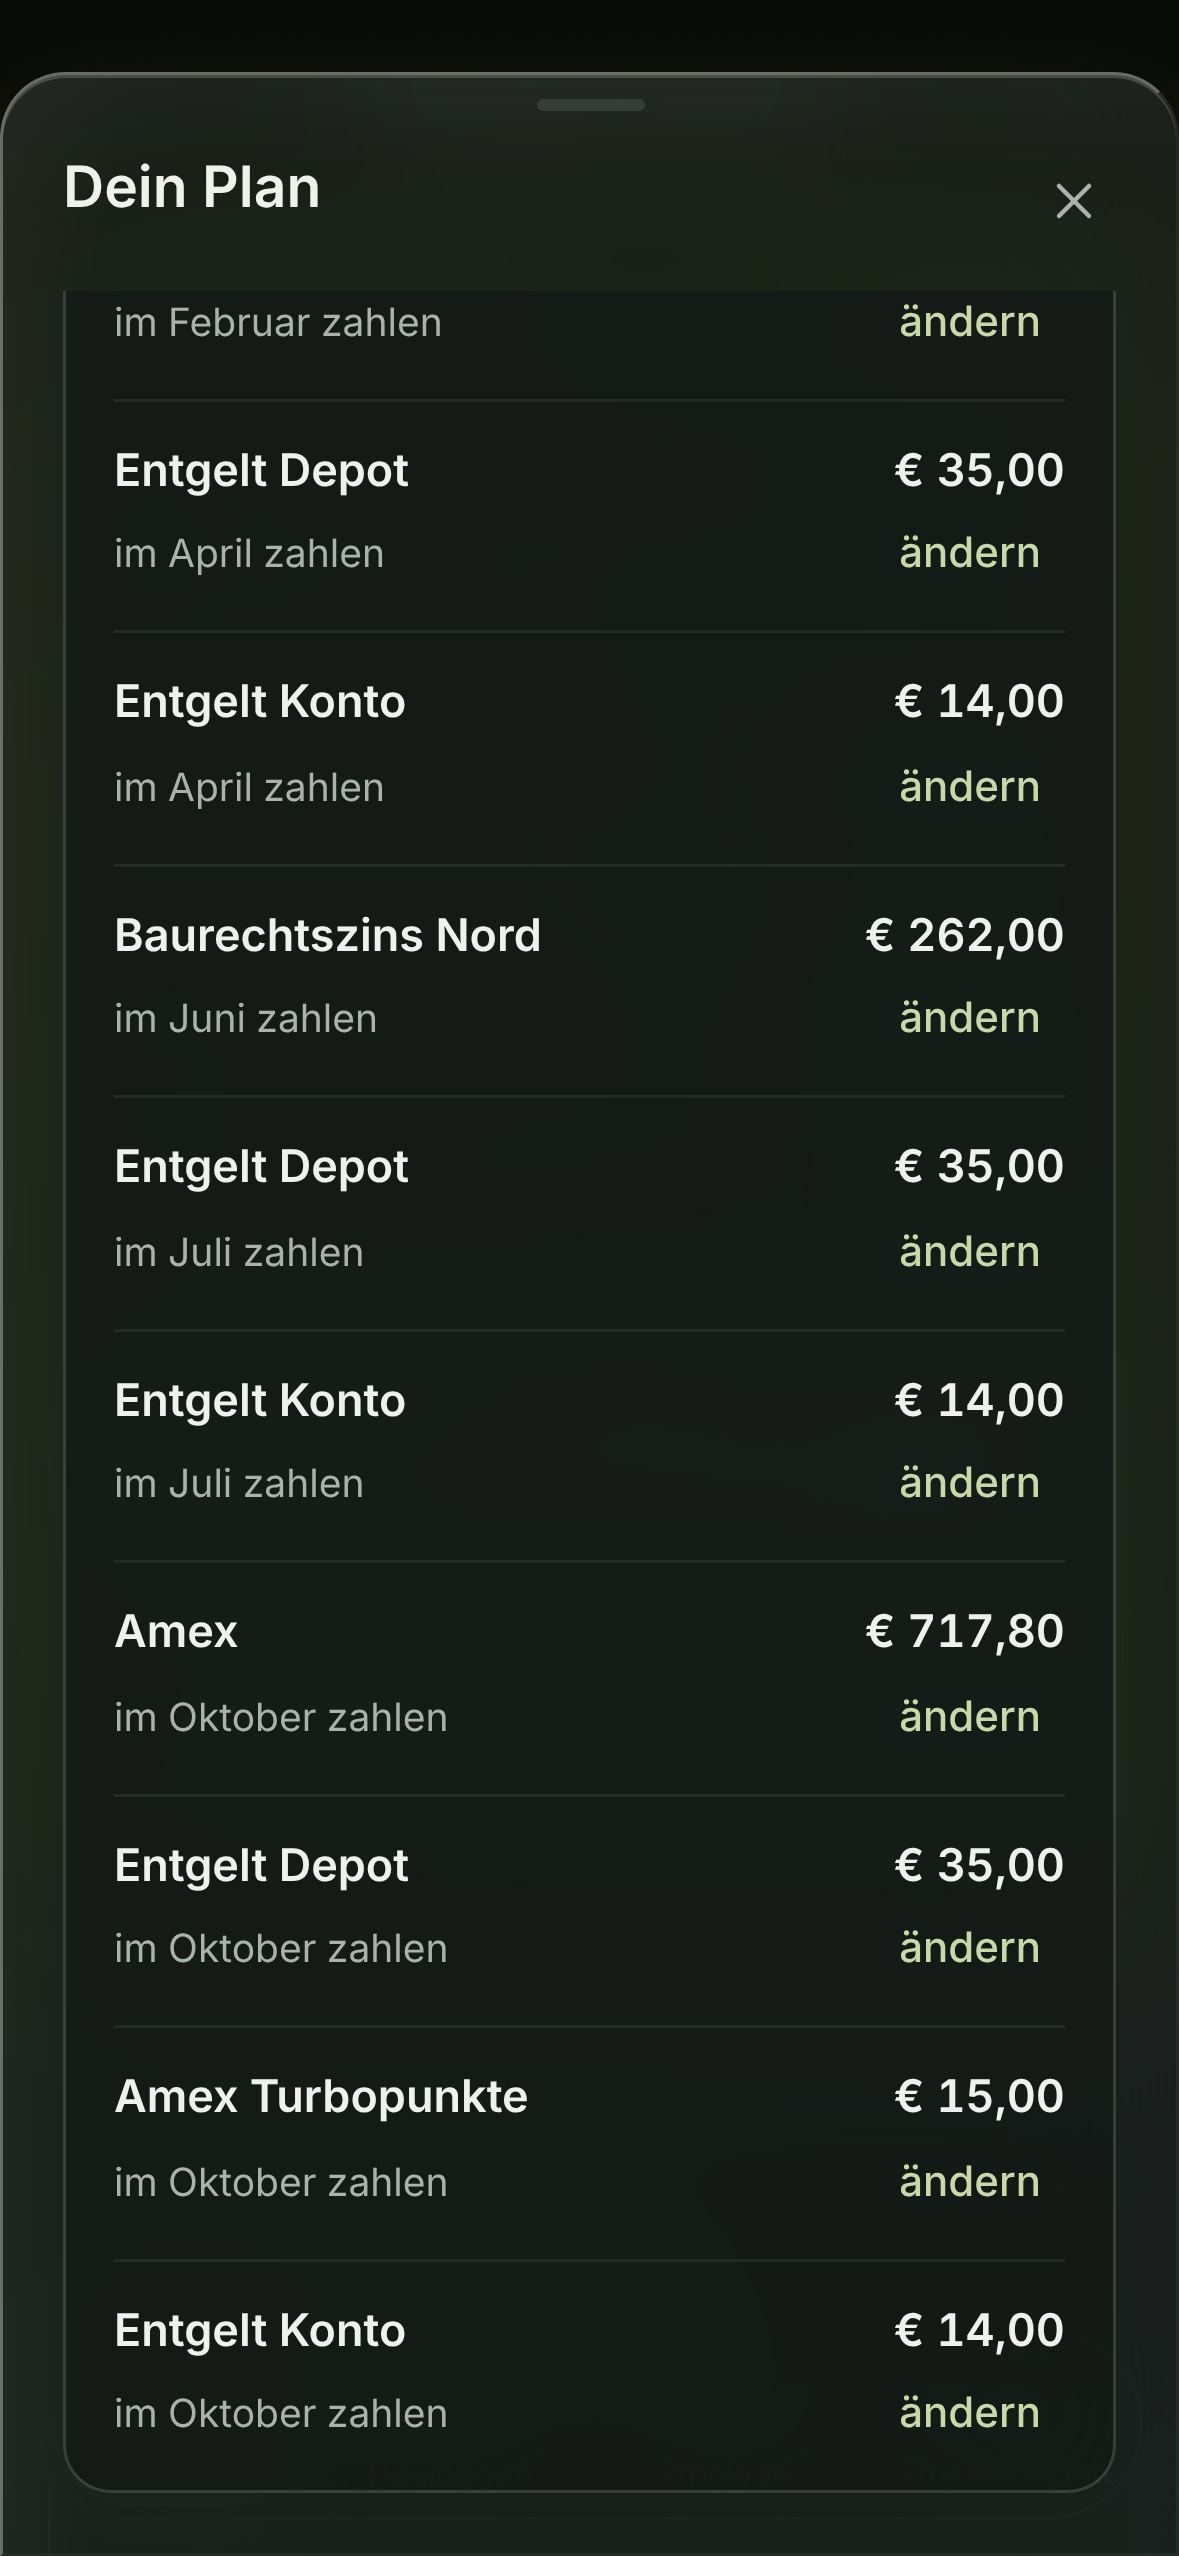 Dein Plan
im Februar zahlen ändern
Entgelt Depot € 35,00
im April zahlen ändern
Entgelt Konto € 14,00
im April zahlen ändern
Baurechtszins Nord € 262,00
im Juni zahlen ändern
Entgelt Depot € 35,00
im Juli zahlen ändern
Entgelt Konto € 14,00
im Juli zahlen ändern
Amex € 717,80
im Oktober zahlen ändern
Entgelt Depot € 35,00
im Oktober zahlen ändern
Amex Turbopunkte € 15,00
im Oktober zahlen ändern
Entgelt Konto € 14,00
im Oktober zahlen ändern